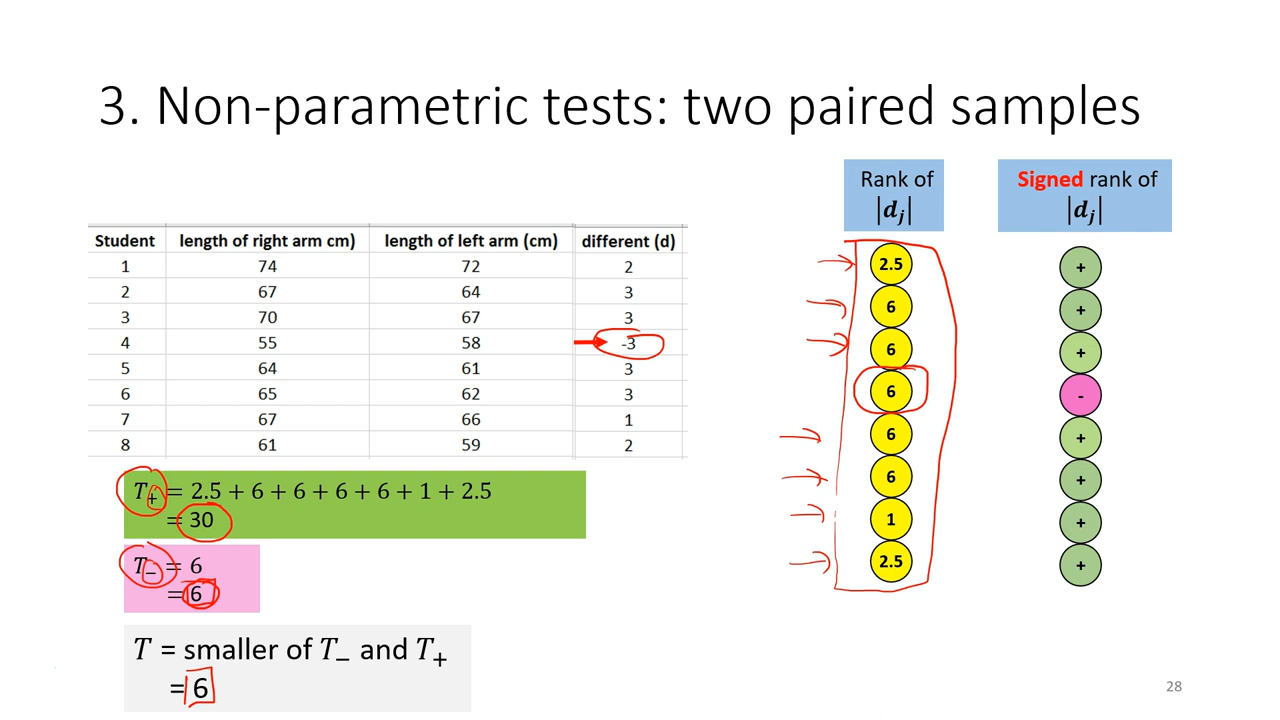 3. Non-parametric tests: two paired samples
Student length of right arm cm) length of left arm (cm) different (d)
1 74 72 2
2 67 64 3
3 70 67 3
4 55 58 -3
5 64 61 3
6 65 62 3
7 67 66 1
8 61 59 2
T₊ = 2.5 + 6 + 6 + 6 + 6 + 1 + 2.5
= 30
T₋ = 6
= 6
T = smaller of T₋ and T₊
= 6
Rank of
|dⱼ|
2.5
6
6
6
6
6
1
2.5
Signed rank of
|dⱼ|
+
+
+
-
+
+
+
+
28